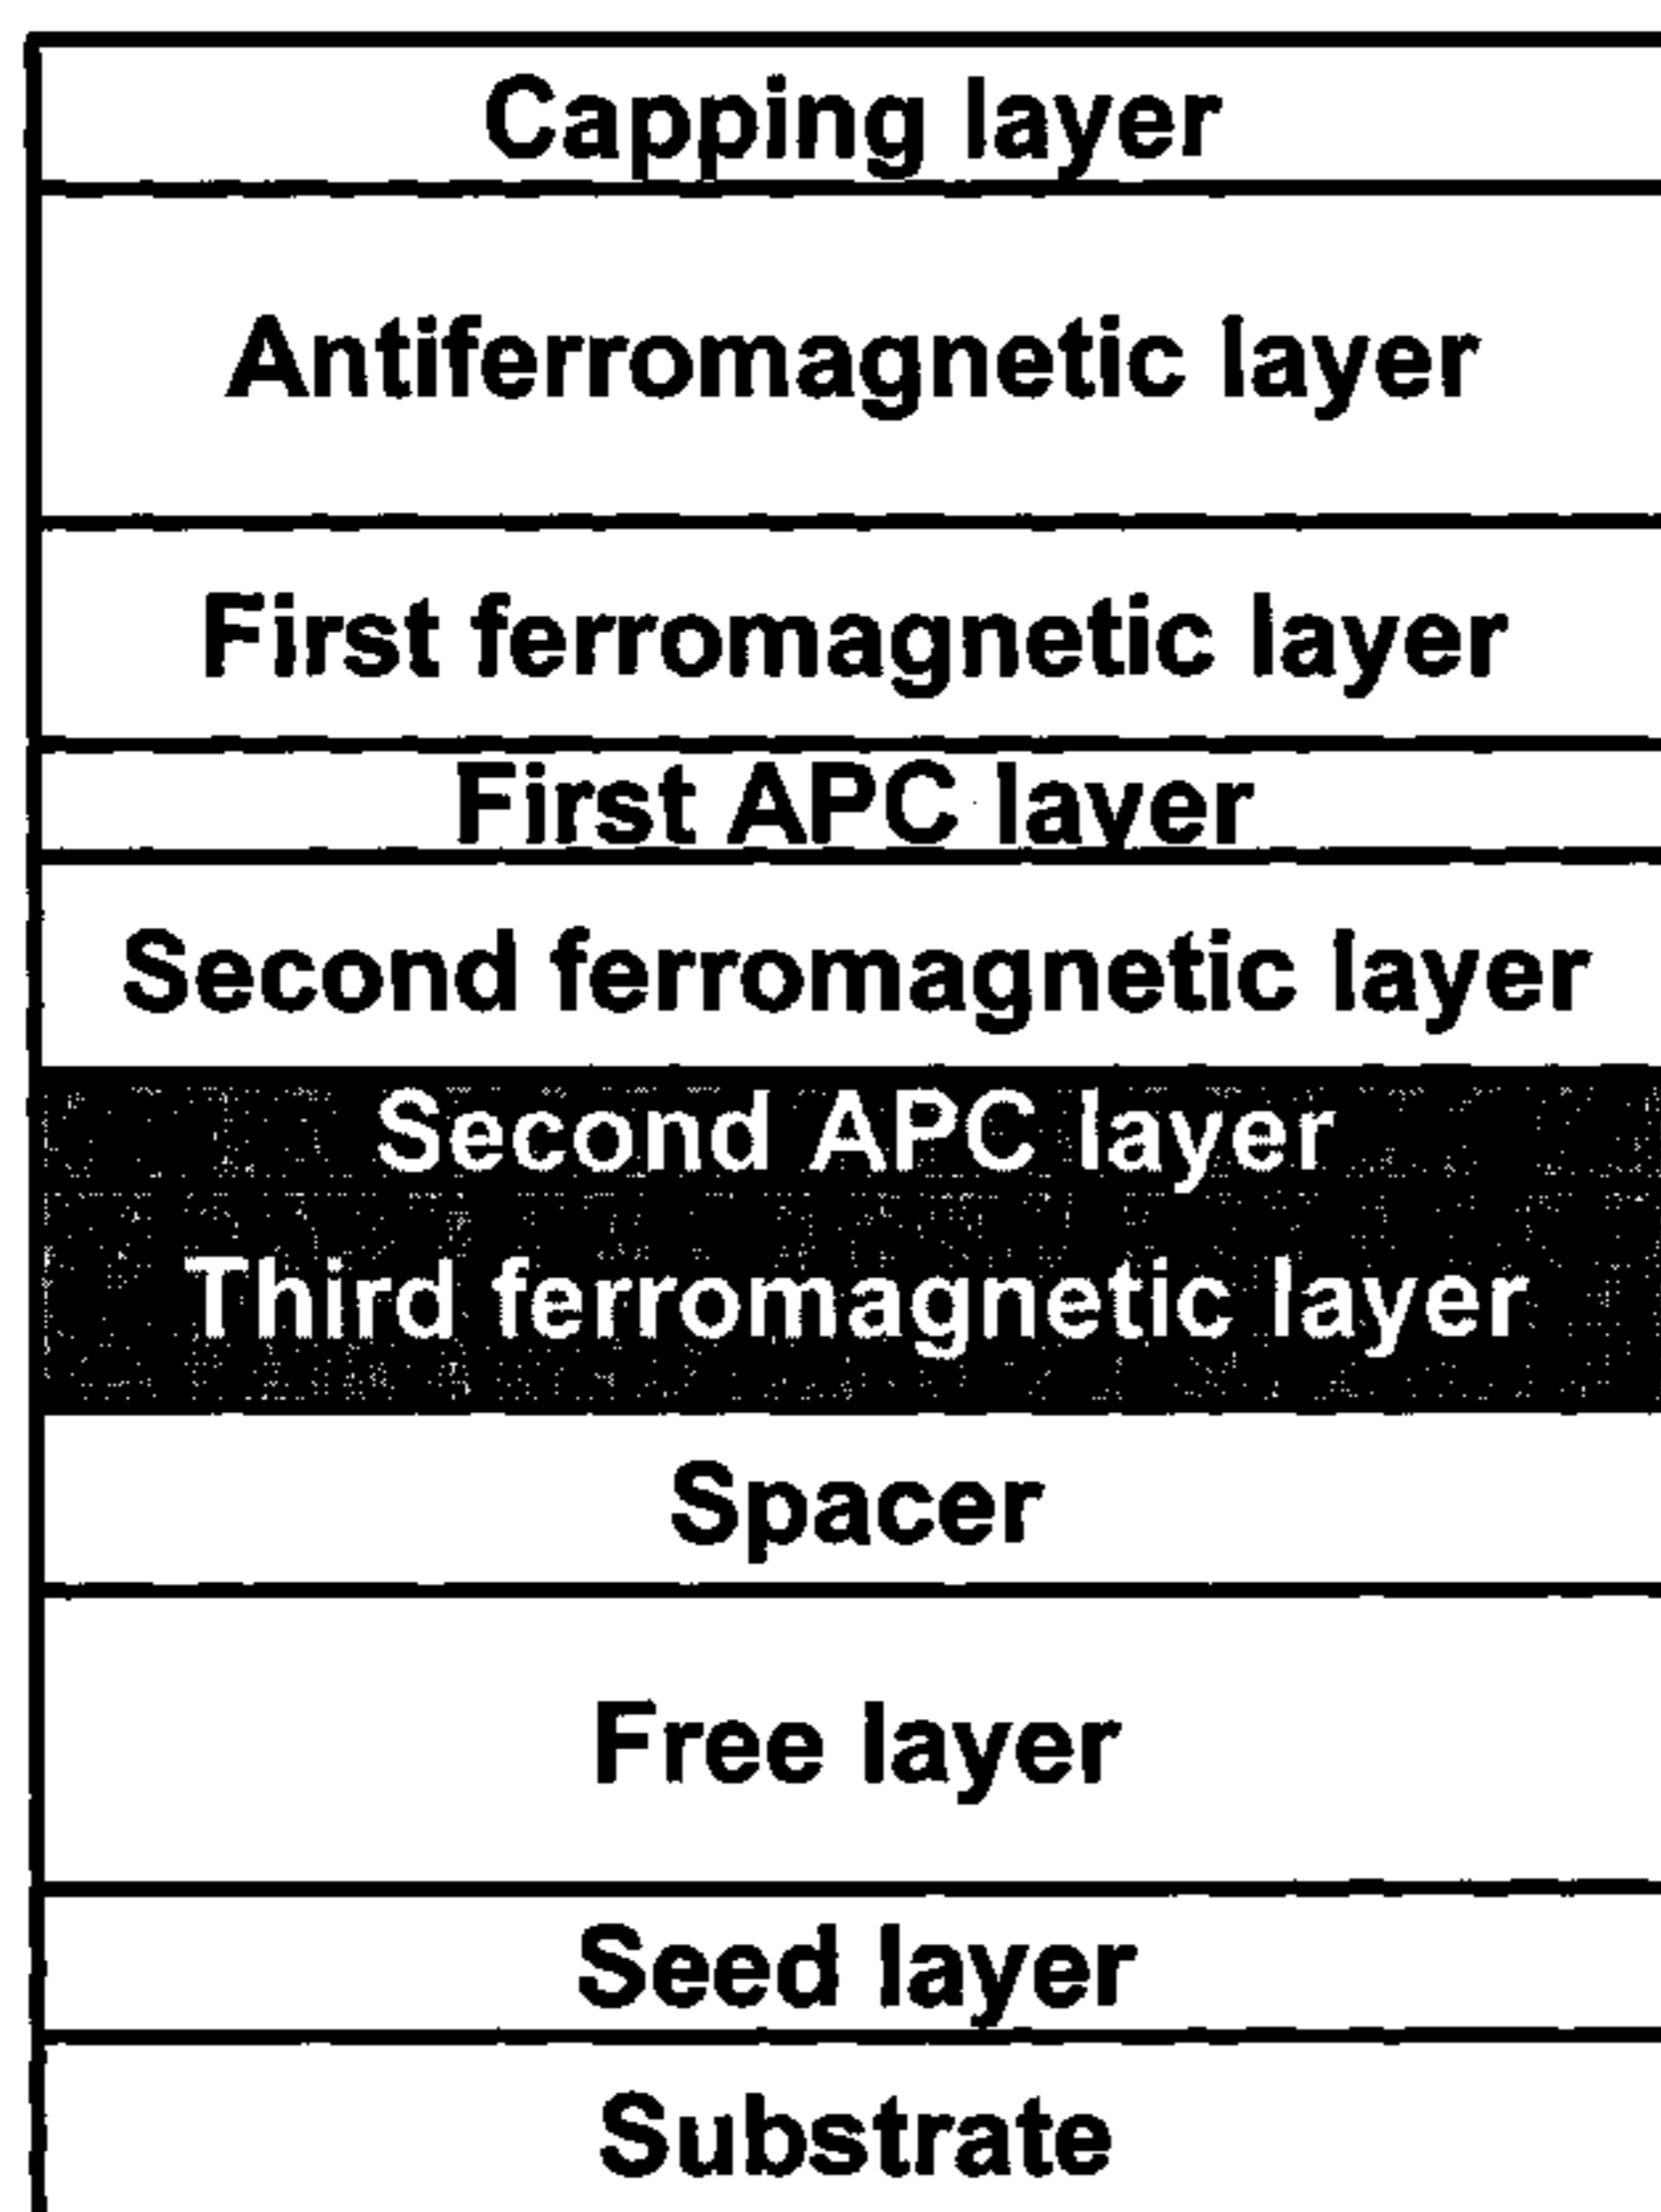 Capping layer
Antiferromagnetic layer
First ferromagnetic layer
First APC layer
Second ferromagnetic layer
Second APC layer
Third ferromagnetic layer
Spacer
Free layer
Seed layer
Substrate